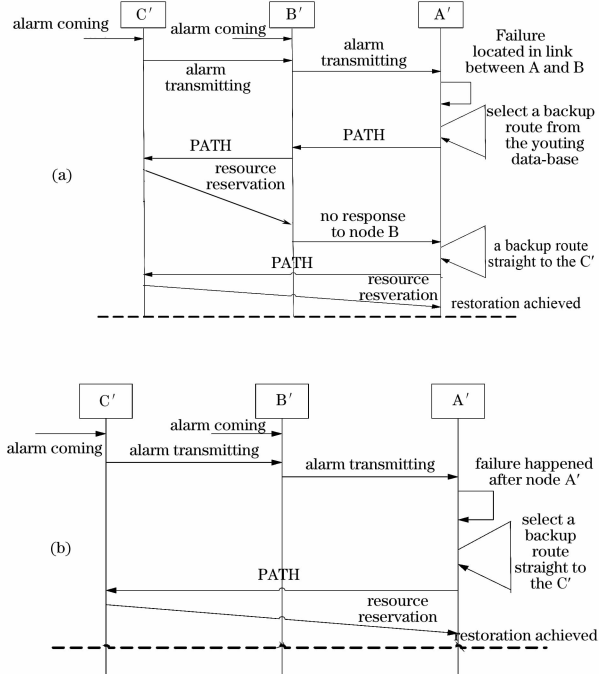 C′ B′ A′
alarm coming
alarm coming
alarm
transmitting
alarm
transmitting
Failure
located in link
between A and B
select a backup
route from
the youting
data-base
PATH
PATH
resource
reservation
(a)
no response
to node B
a backup route
straight to the C′
PATH
resource
resveration
restoration achieved
C′ B′ A′
alarm coming
alarm coming
alarm transmitting
alarm transmitting
failure happened
after node A′
select a
backup
route
straight to
the C′
(b)
PATH
resource
reservation
restoration achieved